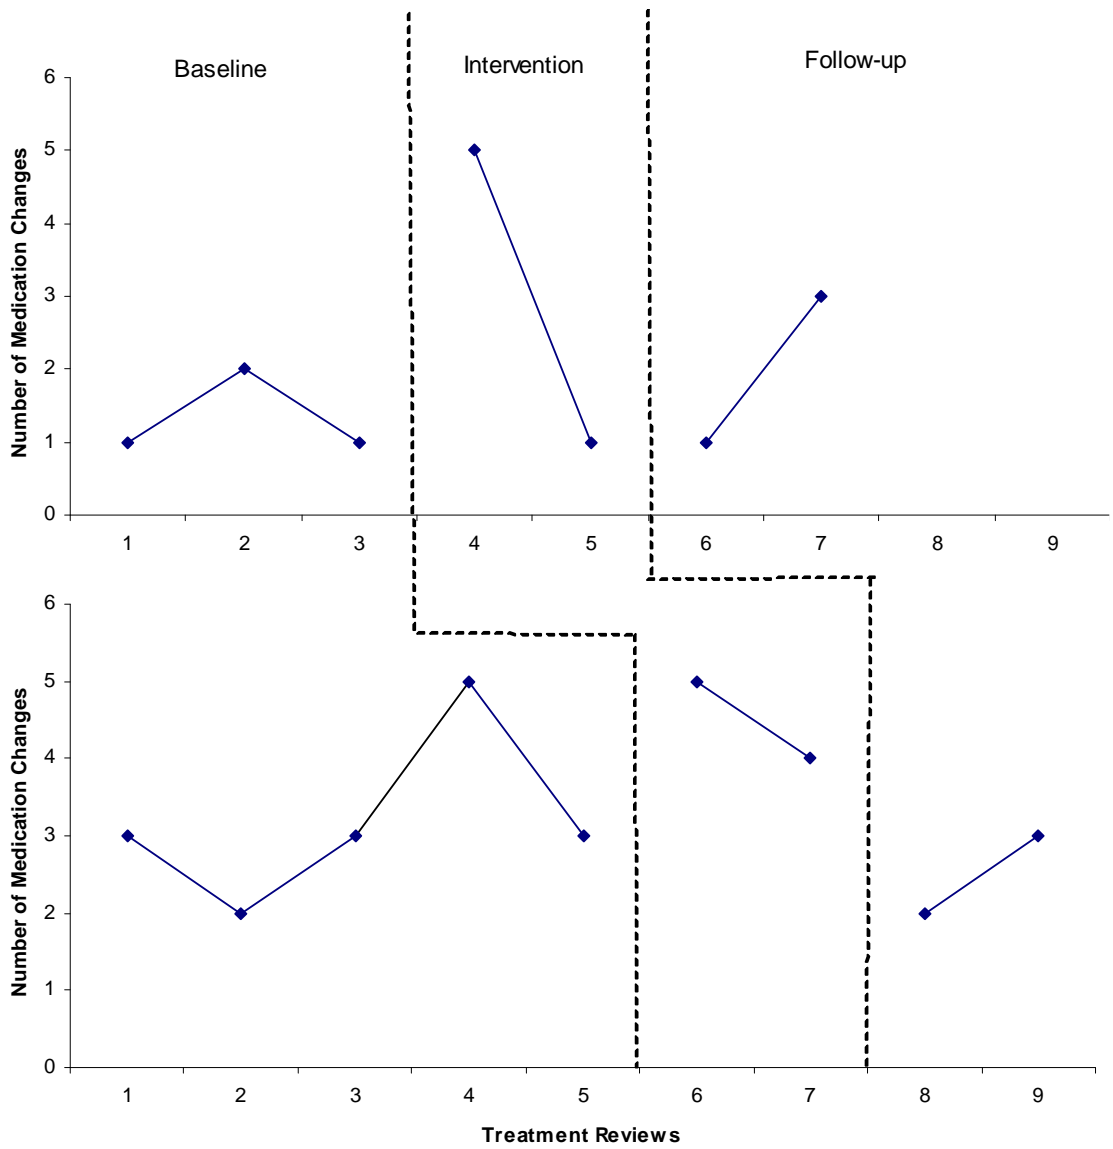 Baseline
Intervention
Follow-up
Number of Medication Changes
6
5
4
3
2
1
0
1 2 3 4 5 6 7 8 9
Number of Medication Changes
6
5
4
3
2
1
0
1 2 3 4 5 6 7 8 9
Treatment Reviews